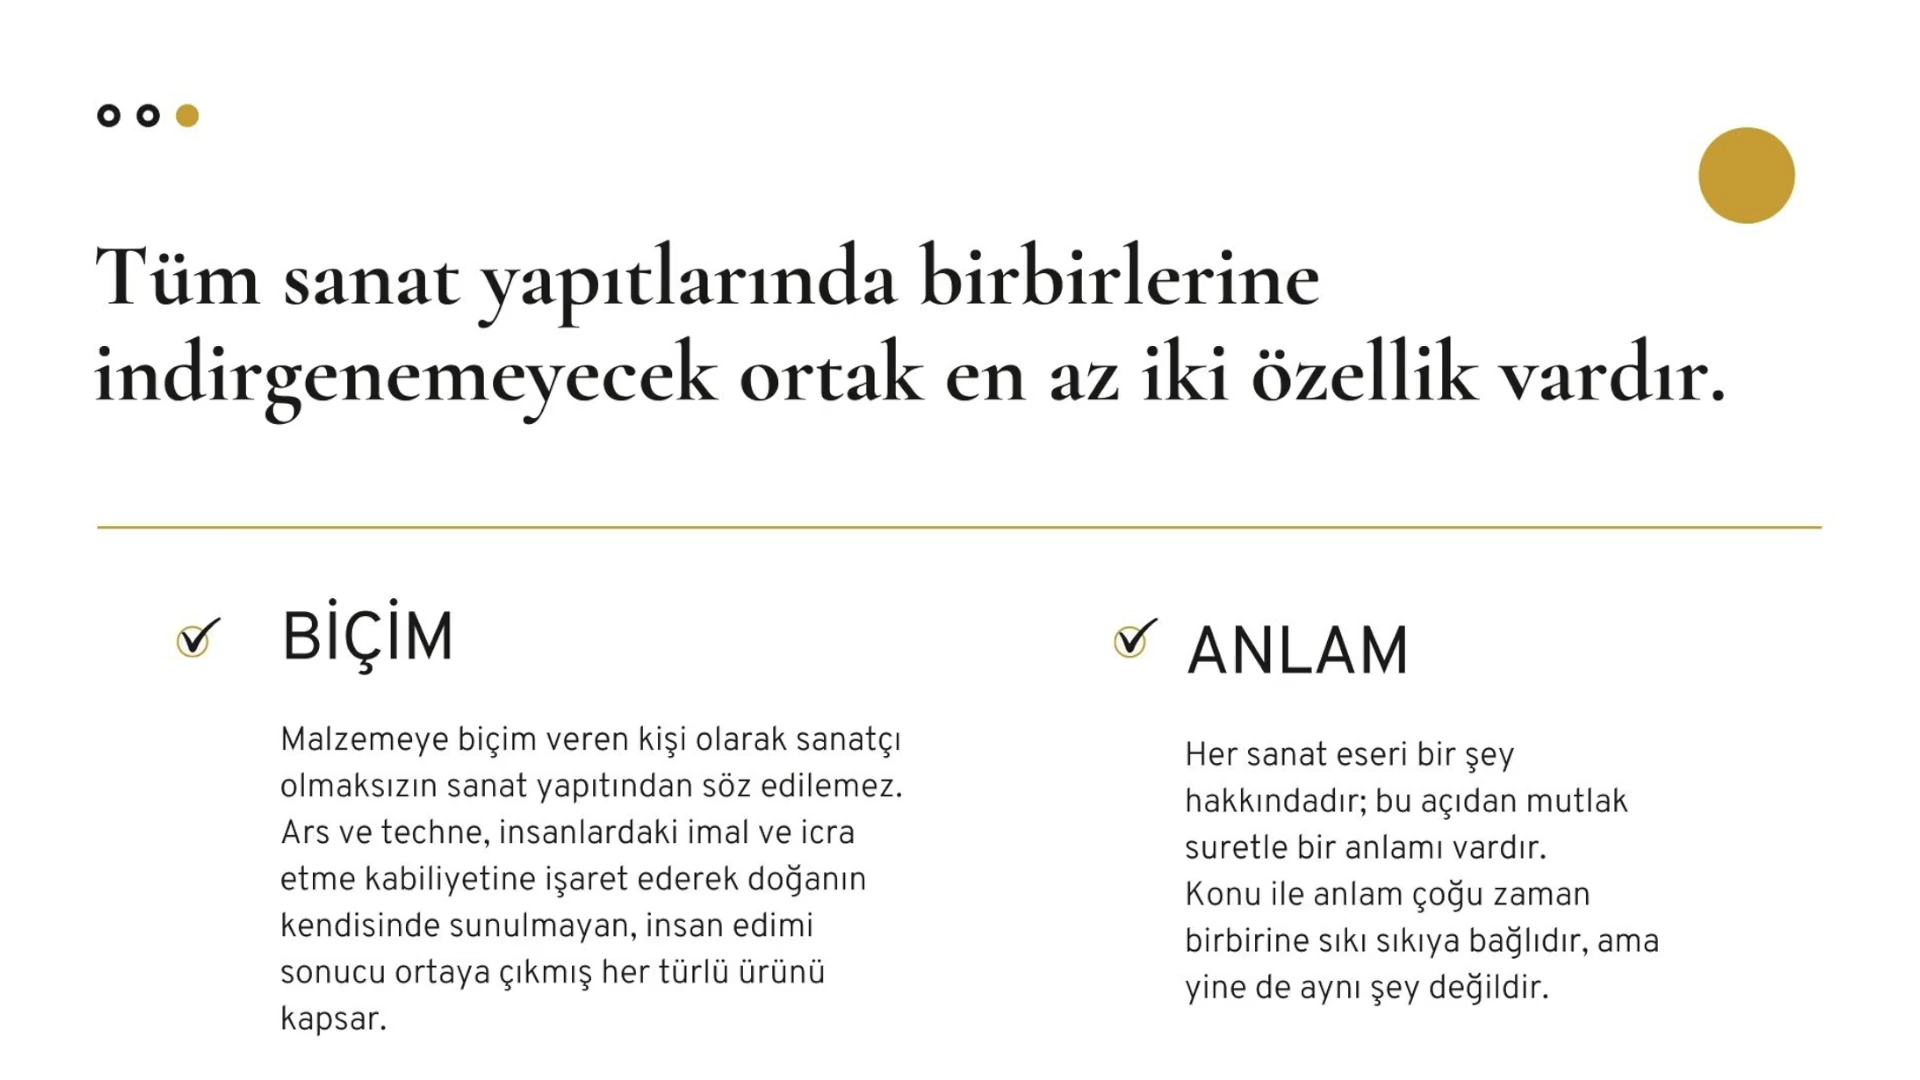 Tüm sanat yapıtlarında birbirlerine
indirgenemeyecek ortak en az iki özellik vardır.
BİÇİM
Malzemeye biçim veren kişi olarak sanatçı
olmaksızın sanat yapıtından söz edilemez.
Ars ve techne, insanlardaki imal ve icra
etme kabiliyetine işaret ederek doğanın
kendisinde sunulmayan, insan edimi
sonucu ortaya çıkmış her türlü ürünü
kapsar.
ANLAM
Her sanat eseri bir şey
hakkındadır; bu açıdan mutlak
suretle bir anlamı vardır.
Konu ile anlam çoğu zaman
birbirine sıkı sıkıya bağlıdır, ama
yine de aynı şey değildir.